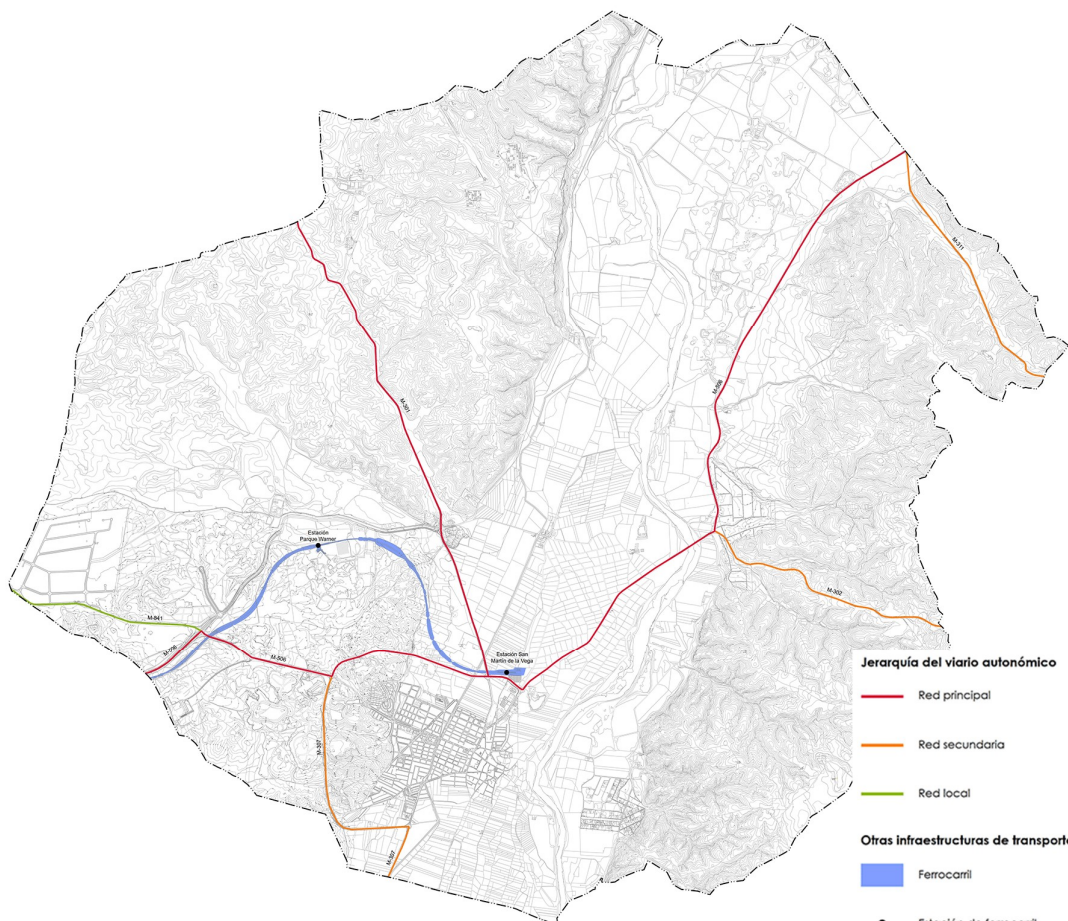 M-311
M-506
M-301
Estación
Parque Warner
M-302
M-841
M-506
M-506
Estación San
Martín de la Vega
M-307
M-307
Jerarquía del viario autonómico
Red principal
Red secundaria
Red local
Otras infraestructuras de transporte
Ferrocarril